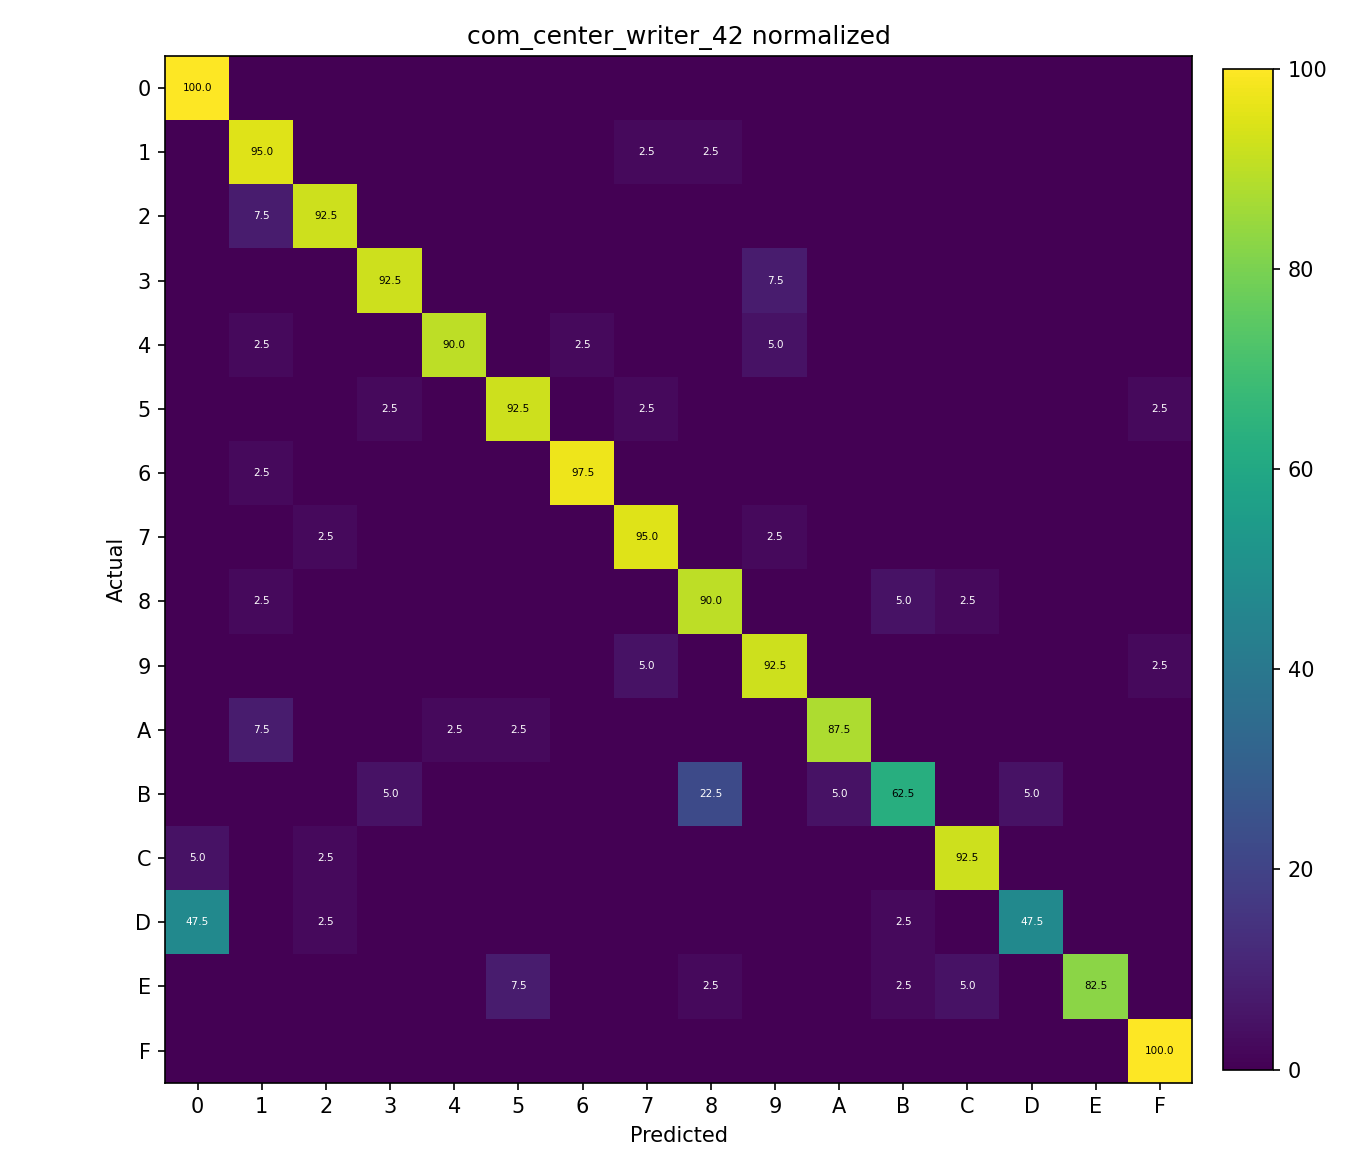 com_center_writer_42 normalized
0 100.0 100
1 95.0 2.5 2.5
2 7.5 92.5
3 92.5 7.5 80
4 2.5 90.0 2.5 5.0
5 2.5 92.5 2.5 2.5
6 2.5 97.5 60
7 2.5 95.0 2.5
8 2.5 90.0 5.0 2.5
9 5.0 92.5 2.5 40
A 7.5 2.5 2.5 87.5
B 5.0 22.5 5.0 62.5 5.0
C 5.0 2.5 92.5 20
D 47.5 2.5 2.5 47.5
E 7.5 2.5 2.5 5.0 82.5
F 100.0 0
Actual
0 1 2 3 4 5 6 7 8 9 A B C D E F
Predicted